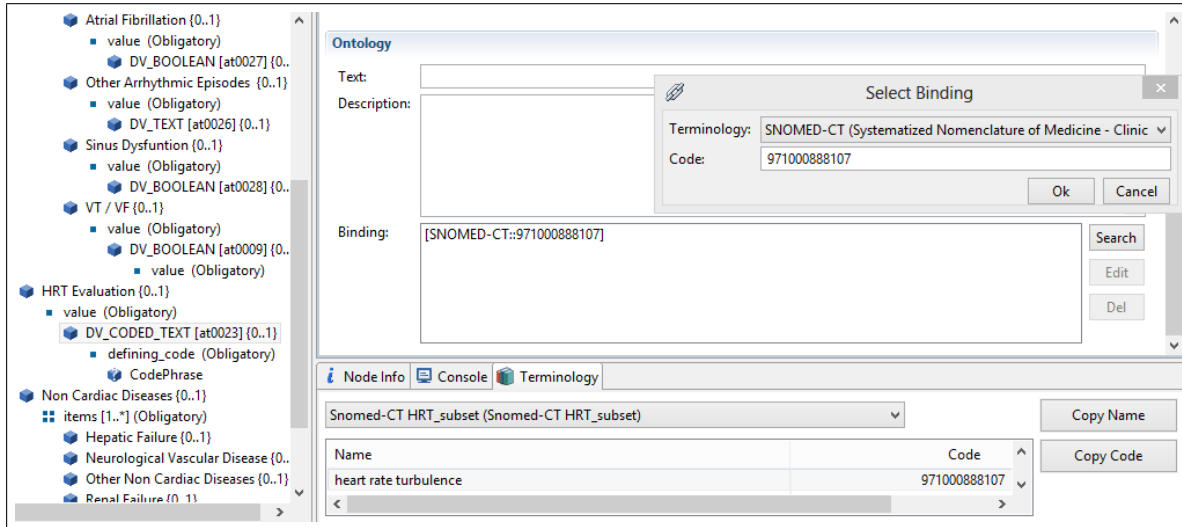 Atrial Fibrillation {0..1}
value (Obligatory)
DV_BOOLEAN [at0027] {0..
Other Arrhythmic Episodes {0..1}
value (Obligatory)
DV_TEXT [at0026] {0..1}
Sinus Dysfuntion {0..1}
value (Obligatory)
DV_BOOLEAN [at0028] {0..
VT / VF {0..1}
value (Obligatory)
DV_BOOLEAN [at0009] {0..
value (Obligatory)
HRT Evaluation {0..1}
value (Obligatory)
DV_CODED_TEXT [at0023] {0..1}
defining_code (Obligatory)
CodePhrase
Non Cardiac Diseases {0..1}
items [1..*] (Obligatory)
Hepatic Failure {0..1}
Neurological Vascular Disease {0..
Other Non Cardiac Diseases {0..1}
Renal Failure {0..1}
Ontology
Text:
Description:
Select Binding
Terminology: SNOMED-CT (Systematized Nomenclature of Medicine - Clinic
Code: 971000888107
Ok Cancel
Binding: [SNOMED-CT::971000888107]
Search
Edit
Del
Node Info Console Terminology
Snomed-CT HRT_subset (Snomed-CT HRT_subset)
Copy Name
Name Code
Copy Code
heart rate turbulence 971000888107